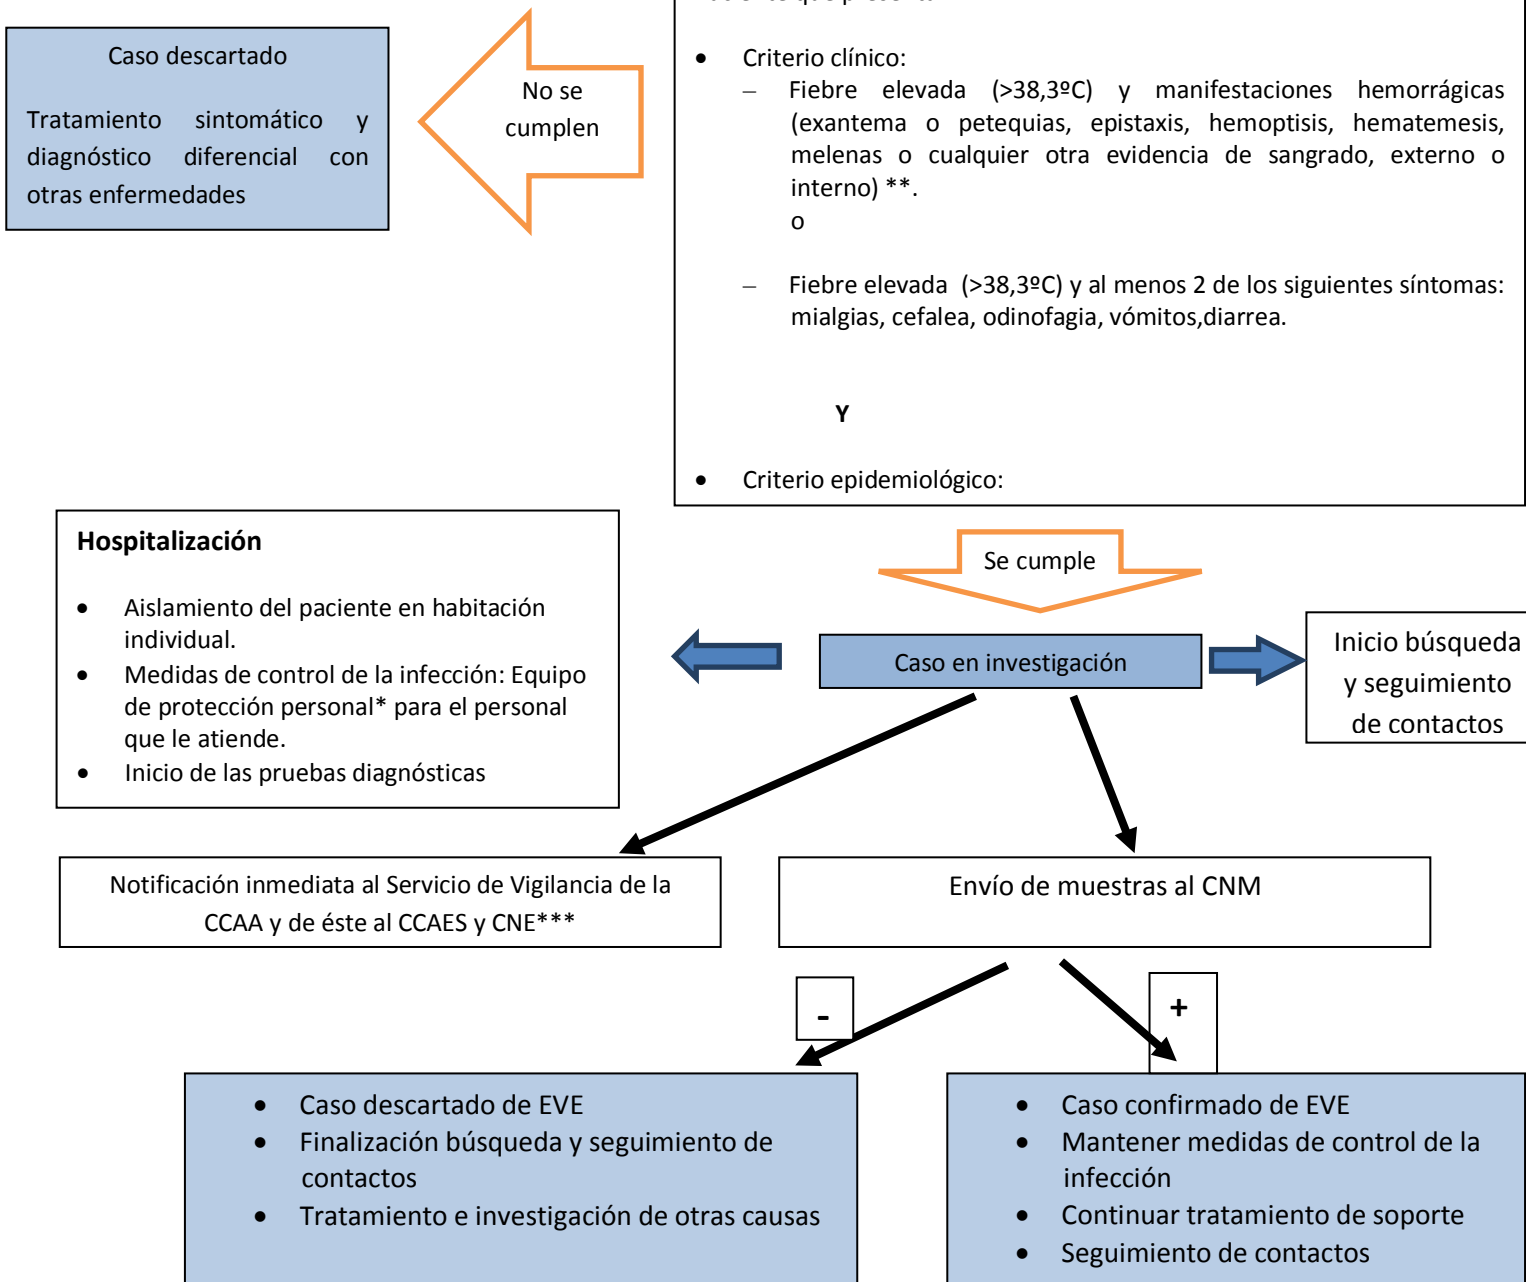 Caso descartado
Tratamiento sintomático y
diagnóstico diferencial con
otras enfermedades
No se
cumplen
• Criterio clínico:
– Fiebre elevada (>38,3ºC) y manifestaciones hemorrágicas
(exantema o petequias, epistaxis, hemoptisis, hematemesis,
melenas o cualquier otra evidencia de sangrado, externo o
interno) **.
o
– Fiebre elevada (>38,3ºC) y al menos 2 de los siguientes síntomas:
mialgias, cefalea, odinofagia, vómitos,diarrea.
Y
• Criterio epidemiológico:
Se cumple
Hospitalización
• Aislamiento del paciente en habitación
individual.
• Medidas de control de la infección: Equipo
de protección personal* para el personal
que le atiende.
• Inicio de las pruebas diagnósticas
Caso en investigación
Inicio búsqueda
y seguimiento
de contactos
Notificación inmediata al Servicio de Vigilancia de la
CCAA y de éste al CCAES y CNE***
Envío de muestras al CNM
-
+
• Caso descartado de EVE
• Finalización búsqueda y seguimiento de
contactos
• Tratamiento e investigación de otras causas
• Caso confirmado de EVE
• Mantener medidas de control de la
infección
• Continuar tratamiento de soporte
• Seguimiento de contactos